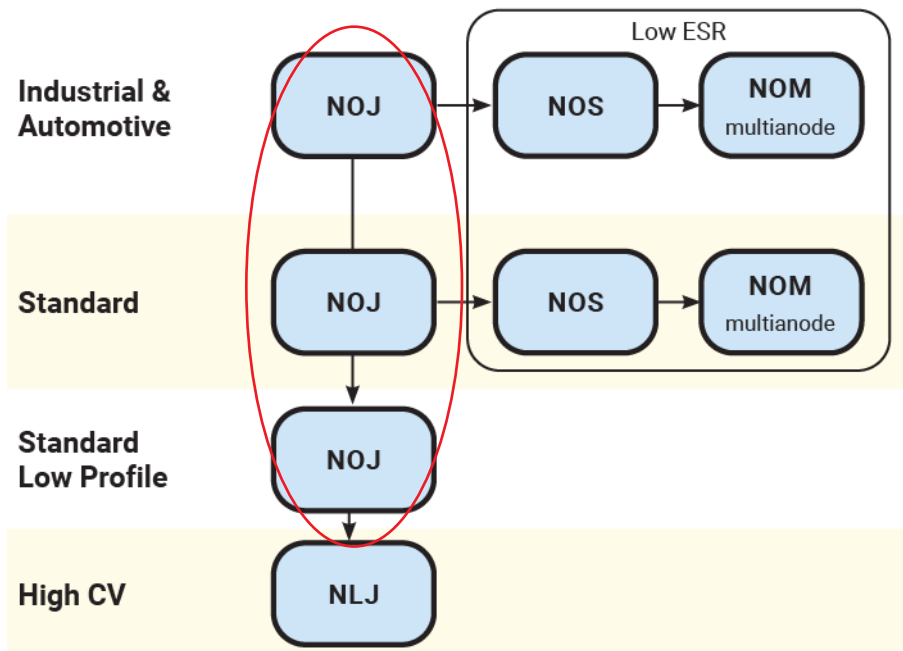 Low ESR
Industrial &
Automotive
NOJ
NOS
NOM
multianode
Standard
NOJ
NOS
NOM
multianode
Standard
Low Profile
NOJ
High CV
NLJ